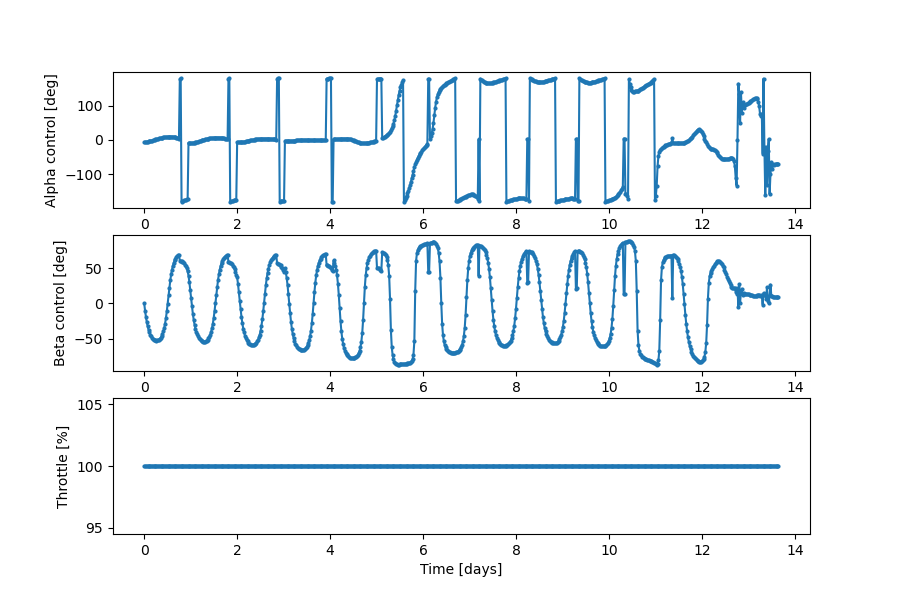 Alpha control [deg]
100
0
−100
0 2 4 6 8 10 12 14
Beta control [deg]
50
0
−50
0 2 4 6 8 10 12 14
Throttle [%]
105
100
95
0 2 4 6 8 10 12 14
Time [days]